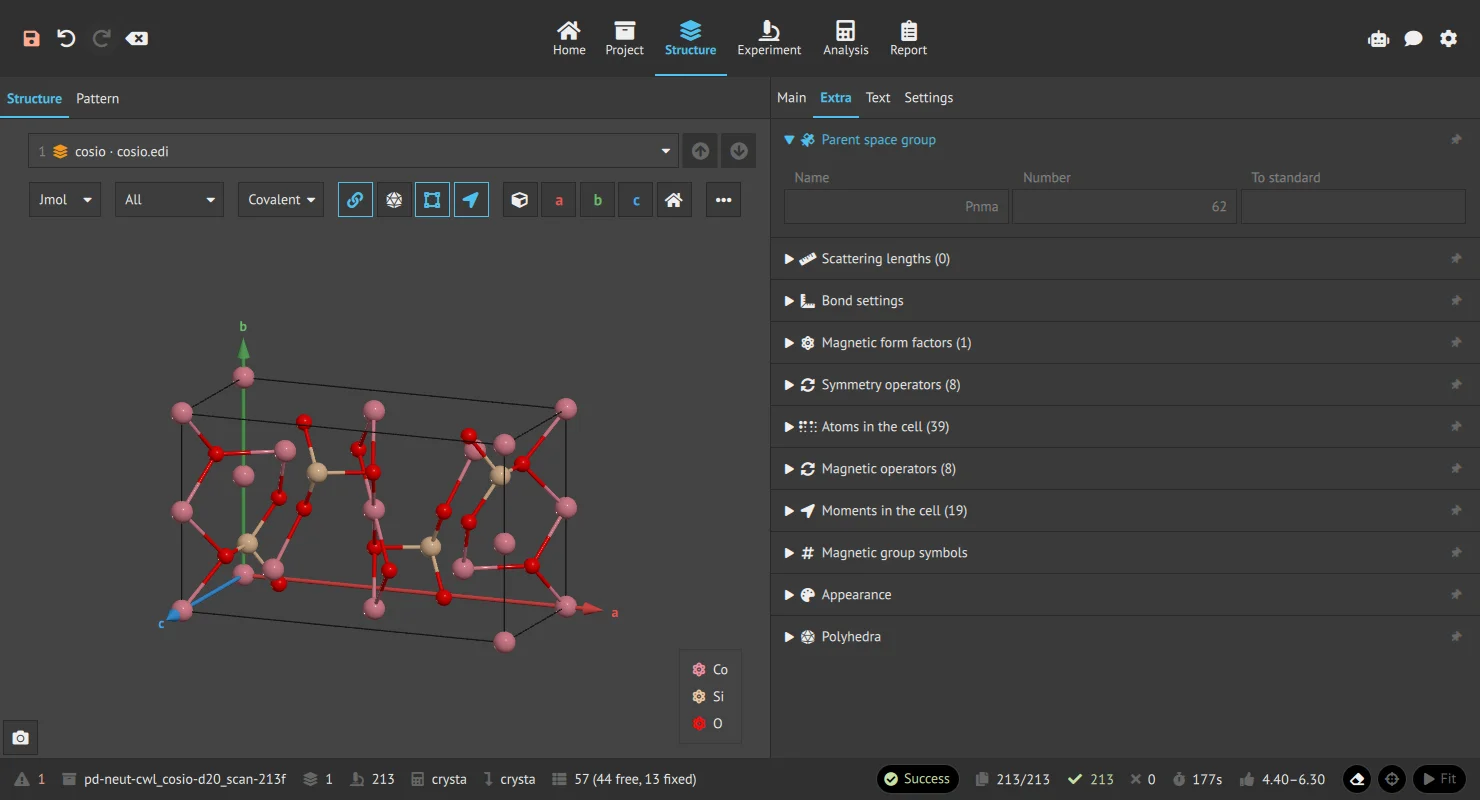 Home
Project
Structure
Experiment
Analysis
Report
Structure
Pattern
Main
Extra
Text
Settings
1 cosio · cosio.edi
Jmol
All
Covalent
a
b
c
b
a
c
Co
Si
O
Parent space group
Name
Number
To standard
Pnma
62
Scattering lengths (0)
Bond settings
Magnetic form factors (1)
Symmetry operators (8)
Atoms in the cell (39)
Magnetic operators (8)
Moments in the cell (19)
Magnetic group symbols
Appearance
Polyhedra
1
pd-neut-cwl_cosio-d20_scan-213f
1
213
crysta
crysta
57 (44 free, 13 fixed)
Success
213/213
213
0
177s
4.40–6.30
Fit